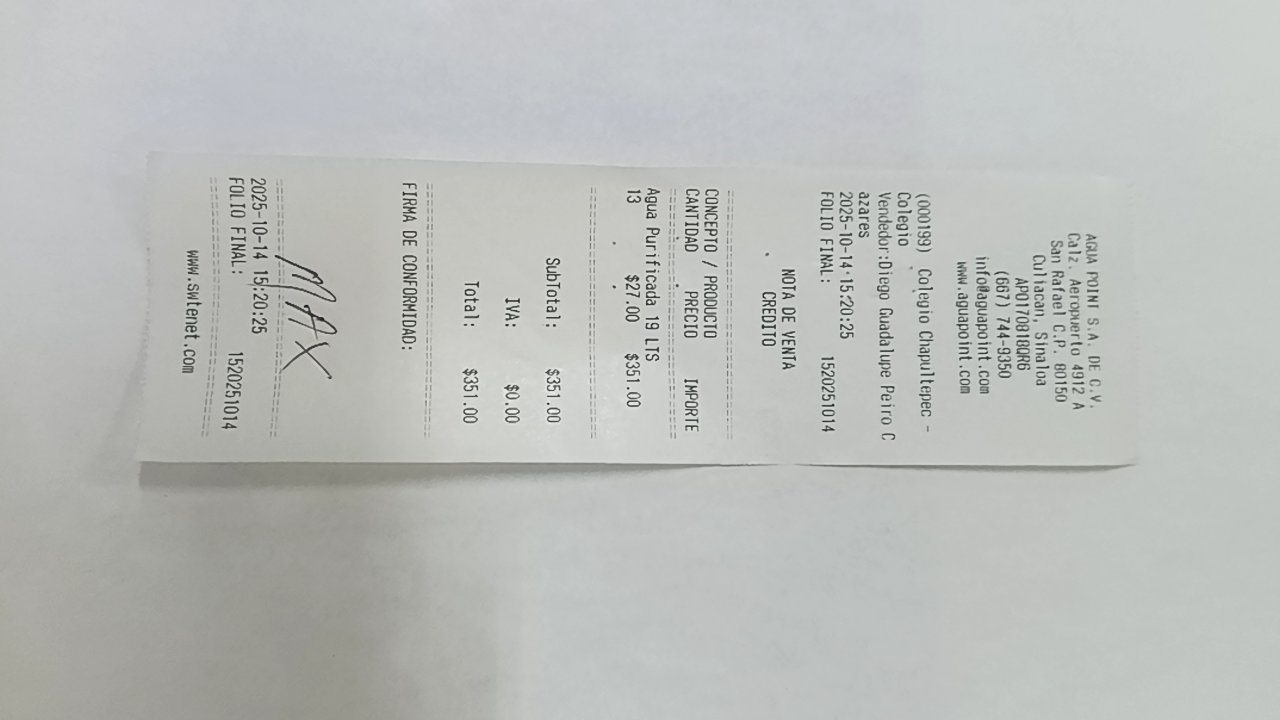 AGUA POINT S.A. DE C.V.
Calz. Aeropuerto 4912 A
San Rafael C.P. 80150
Culiacan, Sinaloa
APO170818QR6
(667) 744-9350
info@aguapoint.com
www.aguapoint.com
(000199) Colegio Chapultepec -
Colegio
Vendedor:Diego Guadalupe Peiro C
azares
2025-10-14 15:20:25
FOLIO FINAL: 1520251014
NOTA DE VENTA
CREDITO
CONCEPTO / PRODUCTO
CANTIDAD PRECIO IMPORTE
Agua Purificada 19 LTS
13 $27.00 $351.00
SubTotal: $351.00
IVA: $0.00
Total: $351.00
FIRMA DE CONFORMIDAD:
MAX
2025-10-14 15:20:25
FOLIO FINAL: 1520251014
www.swtenet.com